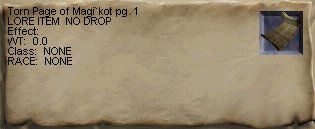 Torn Page of Magi`kot pg. 1
LORE ITEM  NO DROP
Effect:
WT:  0.0
Class:  NONE
RACE:  NONE